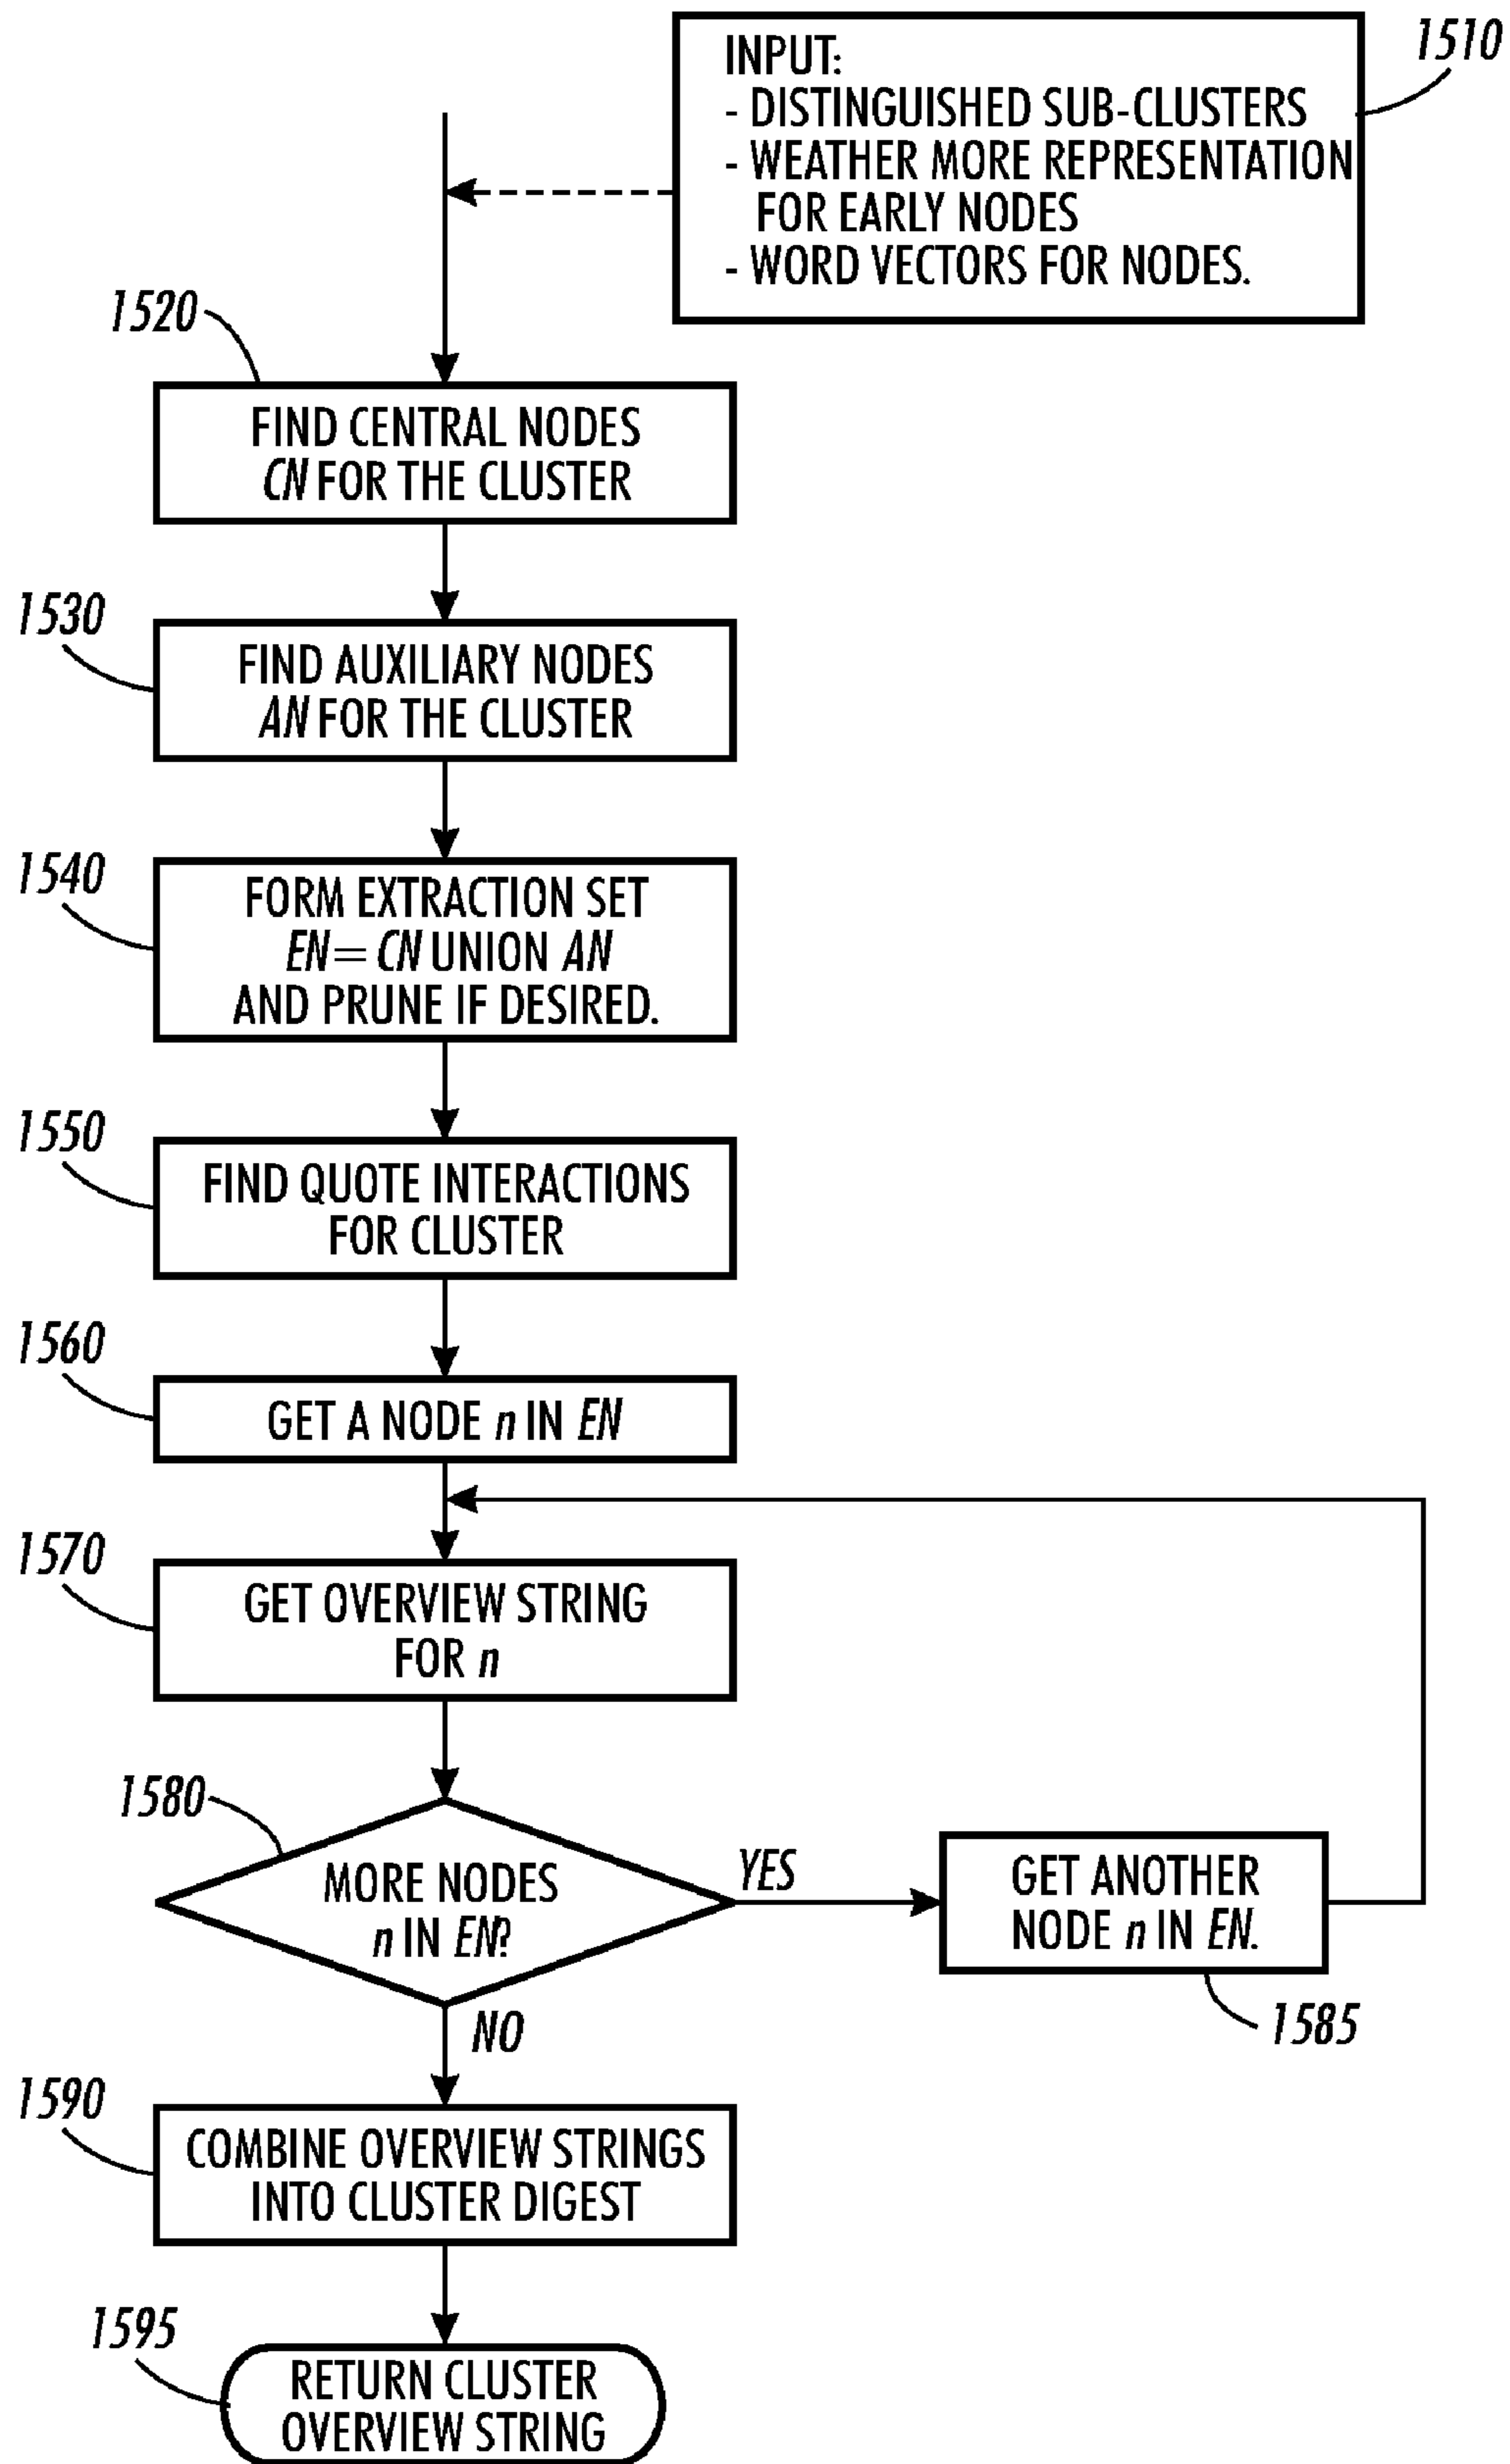 INPUT:
- DISTINGUISHED SUB-CLUSTERS
- WEATHER MORE REPRESENTATION
FOR EARLY NODES
- WORD VECTORS FOR NODES.
1510
1520
FIND CENTRAL NODES
CN FOR THE CLUSTER
1530
FIND AUXILIARY NODES
AN FOR THE CLUSTER
1540
FORM EXTRACTION SET
EN = CN UNION AN
AND PRUNE IF DESIRED.
1550
FIND QUOTE INTERACTIONS
FOR CLUSTER
1560
GET A NODE n IN EN
1570
GET OVERVIEW STRING
FOR n
1580
MORE NODES
n IN EN?
YES
GET ANOTHER
NODE n IN EN.
1585
NO
1590
COMBINE OVERVIEW STRINGS
INTO CLUSTER DIGEST
1595
RETURN CLUSTER
OVERVIEW STRING